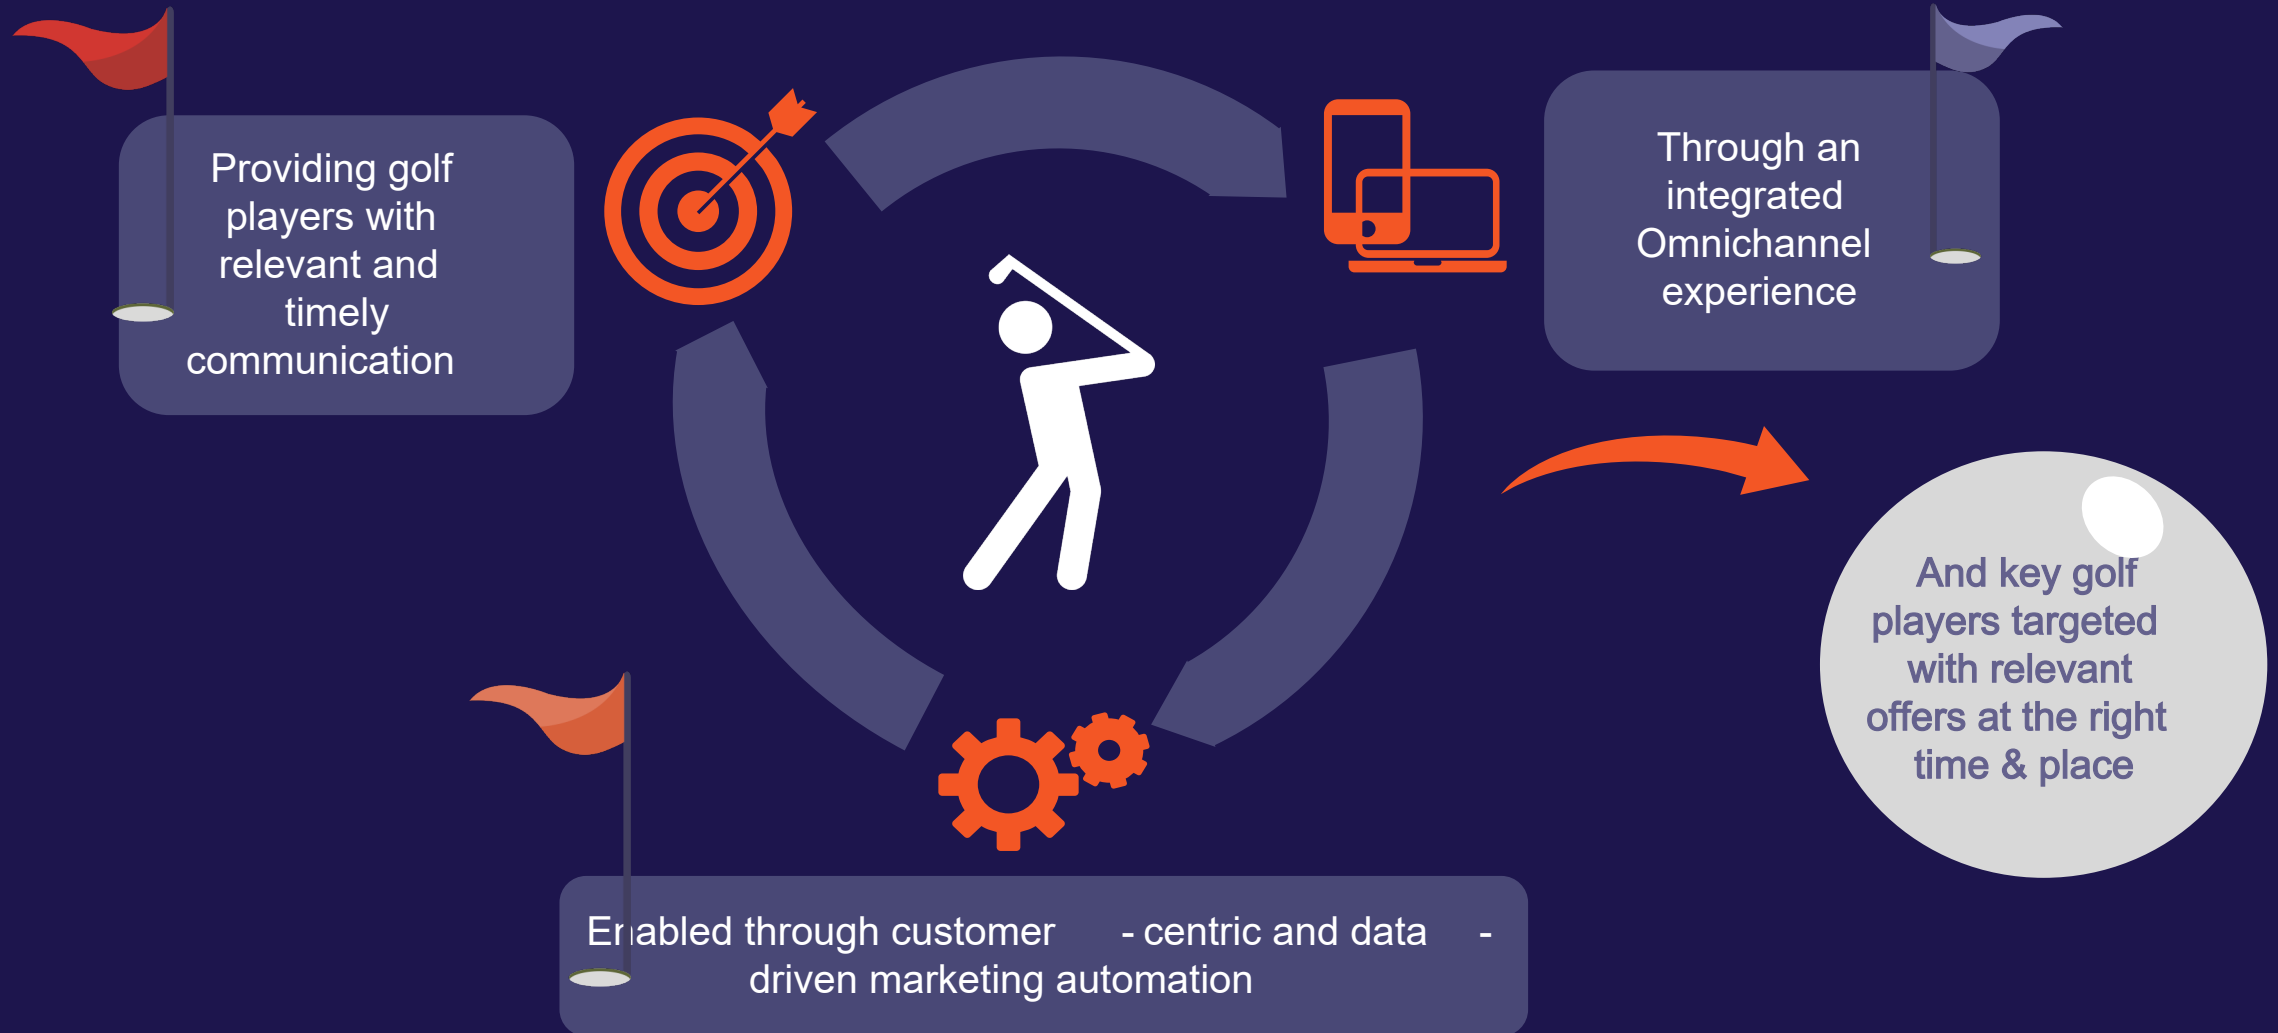 Providing golf
players with
relevant and
timely
communication
Through an
integrated
Omnichannel
experience
And key golf
players targeted
with relevant
offers at the right
time & place
Enabled through customer - centric and data -
driven marketing automation